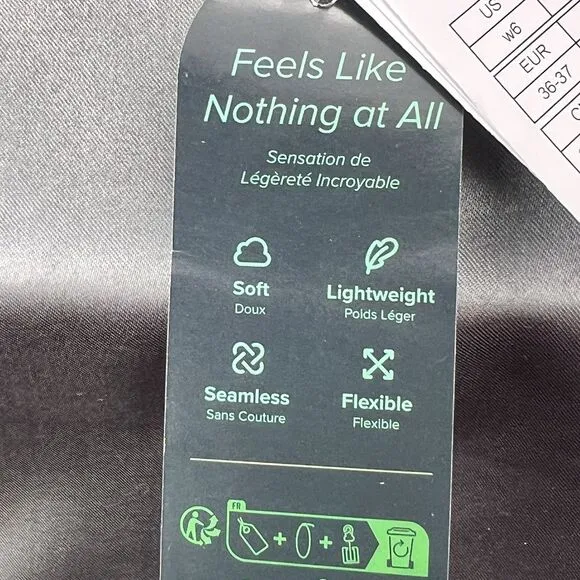 Feels Like
Nothing at All
Sensation de
Légèreté Incroyable
Soft
Doux
Lightweight
Poids Léger
Seamless
Sans Couture
Flexible
Flexible
FR
US
w6
EUR
36-37